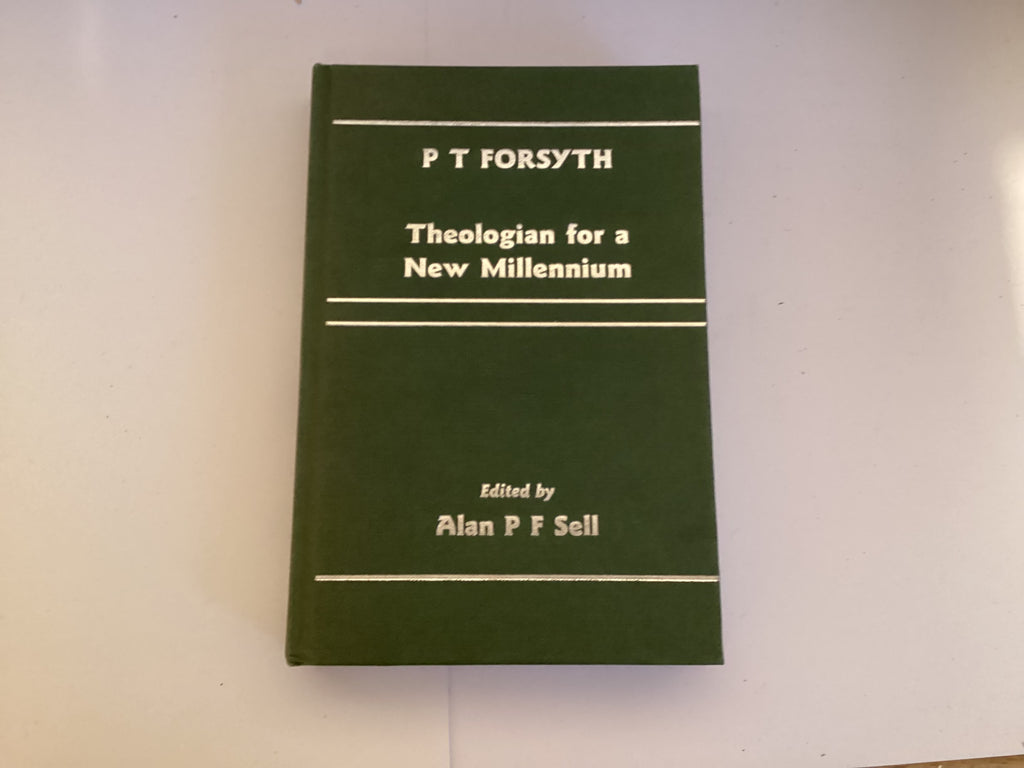 P T FORSYTH
Theologian for a
New Millennium
Edited by
Alan P F Sell